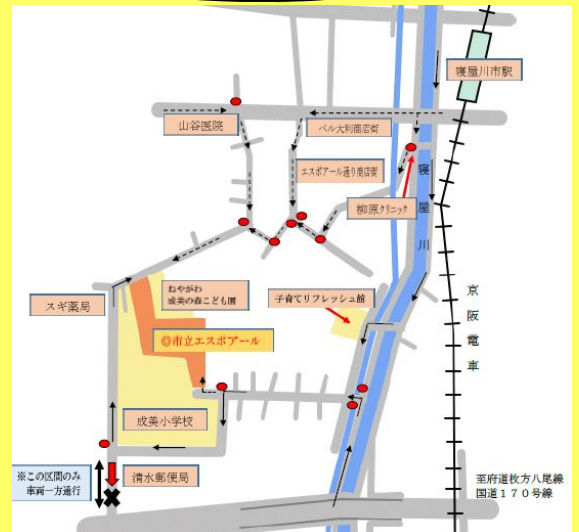 寝屋川市駅
山谷医院
ベル大利商店街
エスポアール通り商店街
寝屋川
柳原クリニック
ねやがわ
成美の森こども園
子育てリフレッシュ館
スギ薬局
京阪電車
◎市立エスポアール
成美小学校
※この区間のみ
車両一方通行
清水郵便局
至府道枚方八尾線
国道170号線